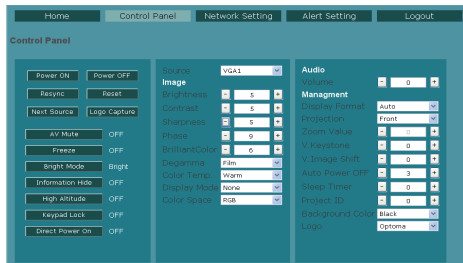 Home Control Panel Network Setting Alert Setting Logout
Control Panel
Power ON Power OFF
Resync Reset
Next Source Logo Capture
AV Mute OFF
Freeze OFF
Bright Mode Bright
Information Hide OFF
High Altitude OFF
Keypad Lock OFF
Direct Power On OFF
Source VGA1
Image
Brightness - 5 +
Contrast - 5 +
Sharpness - 5 +
Phase - 9 +
BrilliantColor - 6 +
Degamma Film
Color Temp. Warm
Display Mode None
Color Space RGB
Audio
Volume - 0 +
Managment
Display Format Auto
Projection Front
Zoom Value - 0 +
V.Keystone - 0 +
V.Image Shift - 0 +
Auto Power OFF - 3 +
Sleep Timer - 0 +
Project ID - 0 +
Background Color Black
Logo Optoma